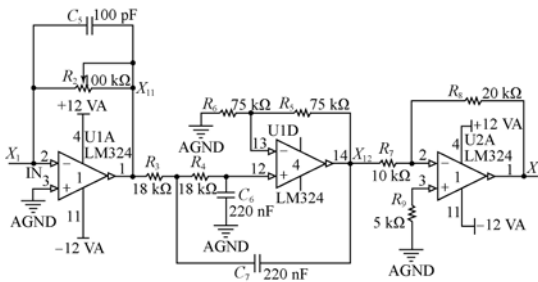 C5 100 pF
R2 100 kΩ
X11
+12 VA
4
U1A
LM324
X1
IN
2
3
1
1
11
AGND
−12 VA
R3
18 kΩ
R4
18 kΩ
C6
220 nF
AGND
C7 220 nF
R6 75 kΩ
R5 75 kΩ
AGND
U1D
13
12
4
14
LM324
X12
R7
10 kΩ
R8 20 kΩ
+12 VA
4
U2A
LM324
2
3
1
1
X
R9
5 kΩ
11
−12 VA
AGND